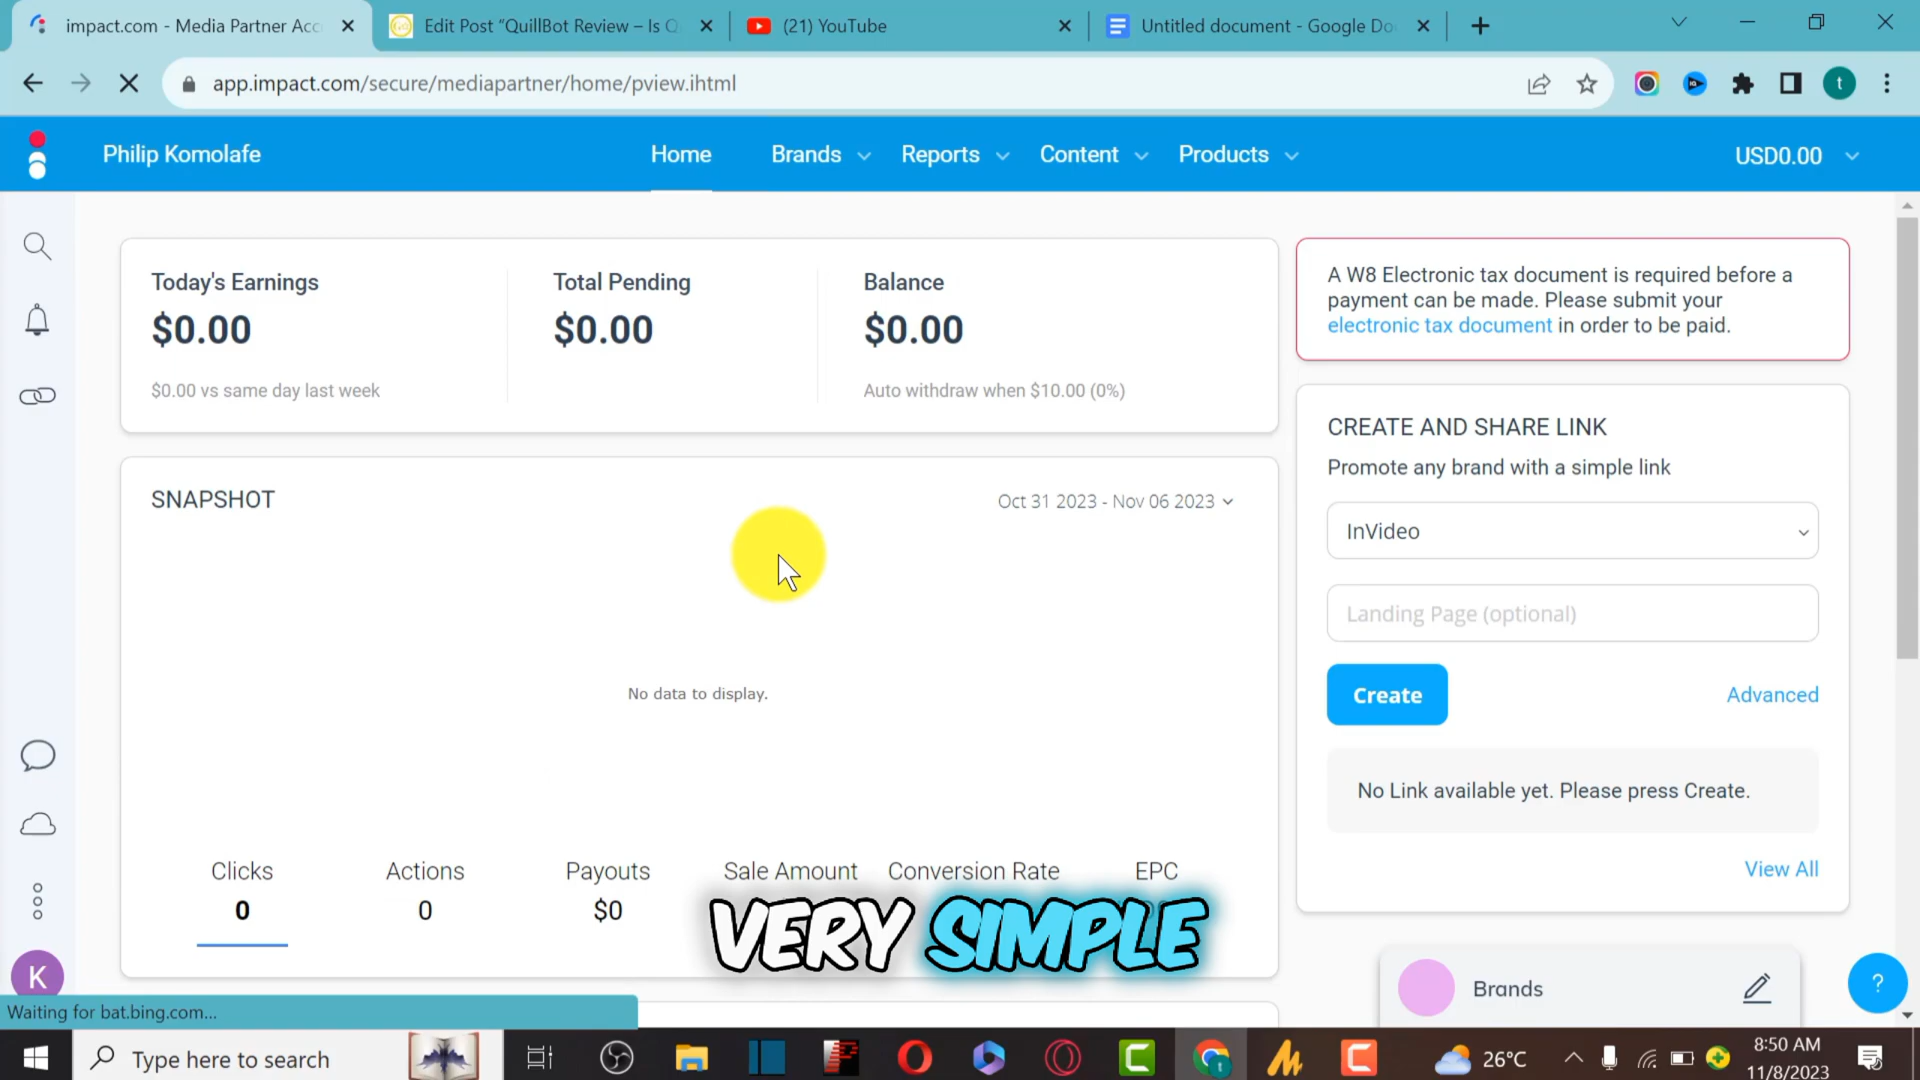 impact.com - Media Partner Acc
Edit Post “QuillBot Review – Is Q
(21) YouTube
Untitled document - Google Do
app.impact.com/secure/mediapartner/home/pview.ihtml
t
Philip Komolafe
Home
Brands
Reports
Content
Products
USD0.00
Today's Earnings
$0.00
$0.00 vs same day last week
Total Pending
$0.00
Balance
$0.00
Auto withdraw when $10.00 (0%)
A W8 Electronic tax document is required before a
payment can be made. Please submit your
electronic tax document in order to be paid.
SNAPSHOT
Oct 31 2023 - Nov 06 2023
No data to display.
Clicks
0
Actions
0
Payouts
$0
Sale Amount
Conversion Rate
EPC
CREATE AND SHARE LINK
Promote any brand with a simple link
InVideo
Landing Page (optional)
Create
Advanced
No Link available yet. Please press Create.
View All
VERY SIMPLE
Brands
?
K
Waiting for bat.bing.com...
Type here to search
26°C
8:50 AM
11/8/2023